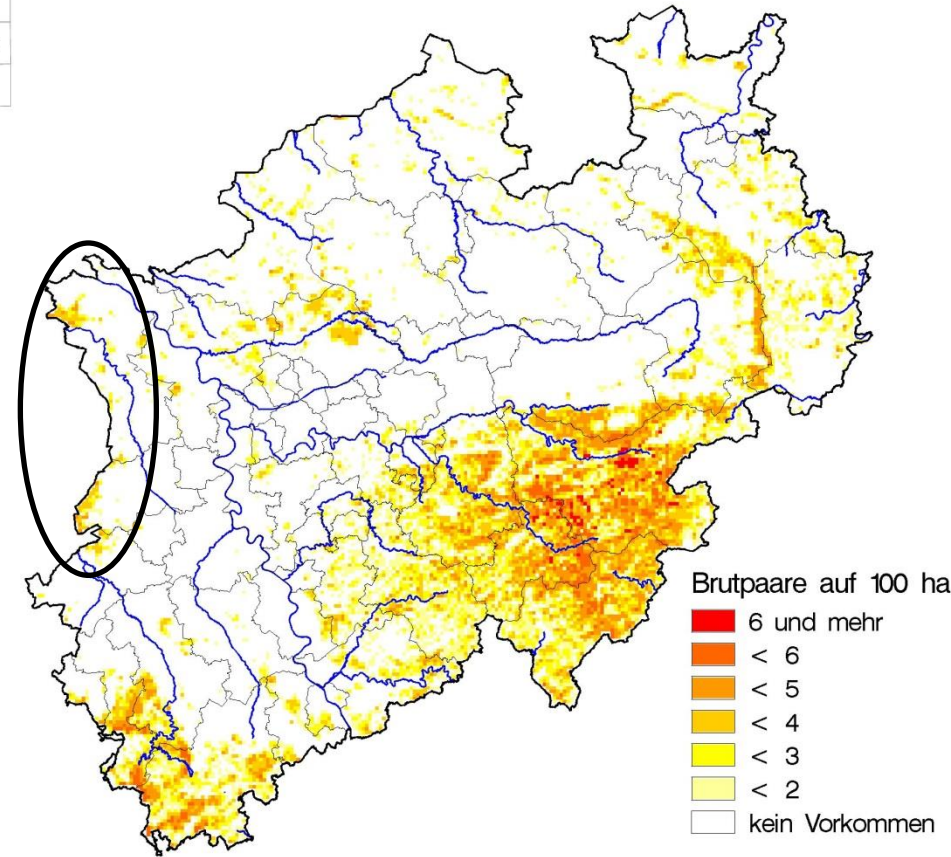 Brutpaare auf 100 ha
6 und mehr
< 6
< 5
< 4
< 3
< 2
kein Vorkommen